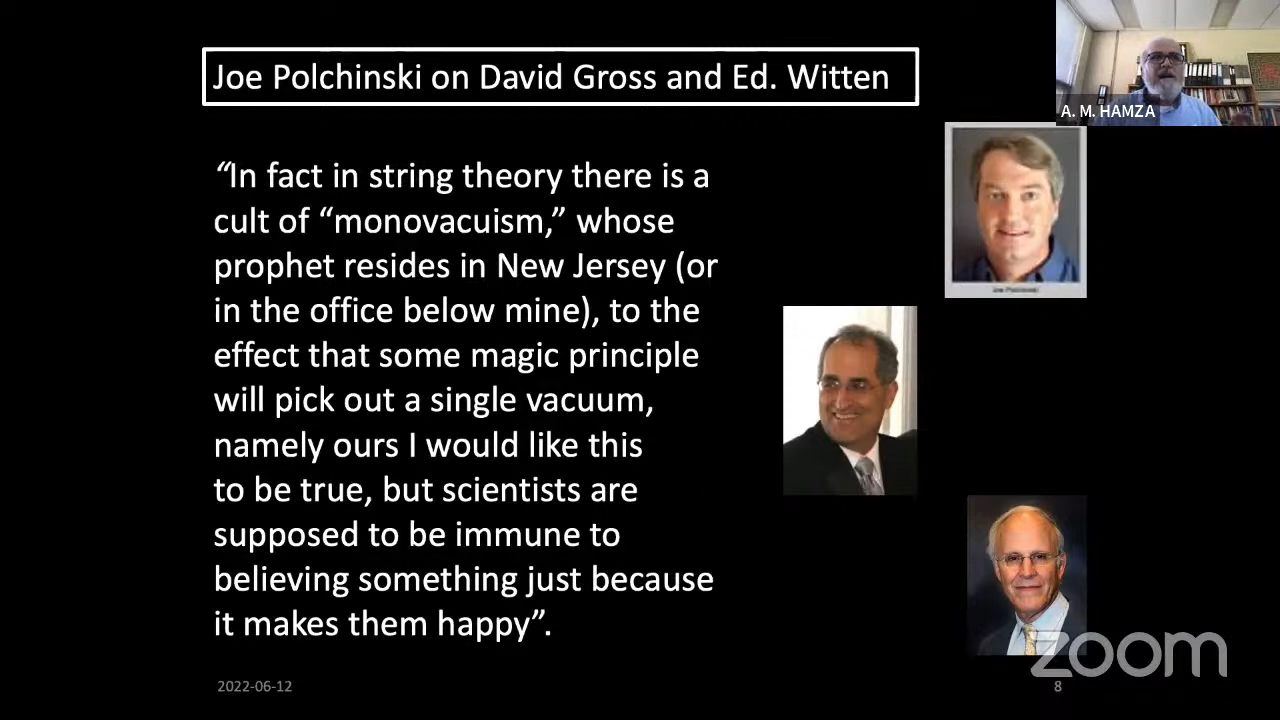 Joe Polchinski on David Gross and Ed. Witten
A. M. HAMZA
“In fact in string theory there is a
cult of “monovacuism,” whose
prophet resides in New Jersey (or
in the office below mine), to the
effect that some magic principle
will pick out a single vacuum,
namely ours I would like this
to be true, but scientists are
supposed to be immune to
believing something just because
it makes them happy”.
Joe Polchinski
zoom
2022-06-12
8